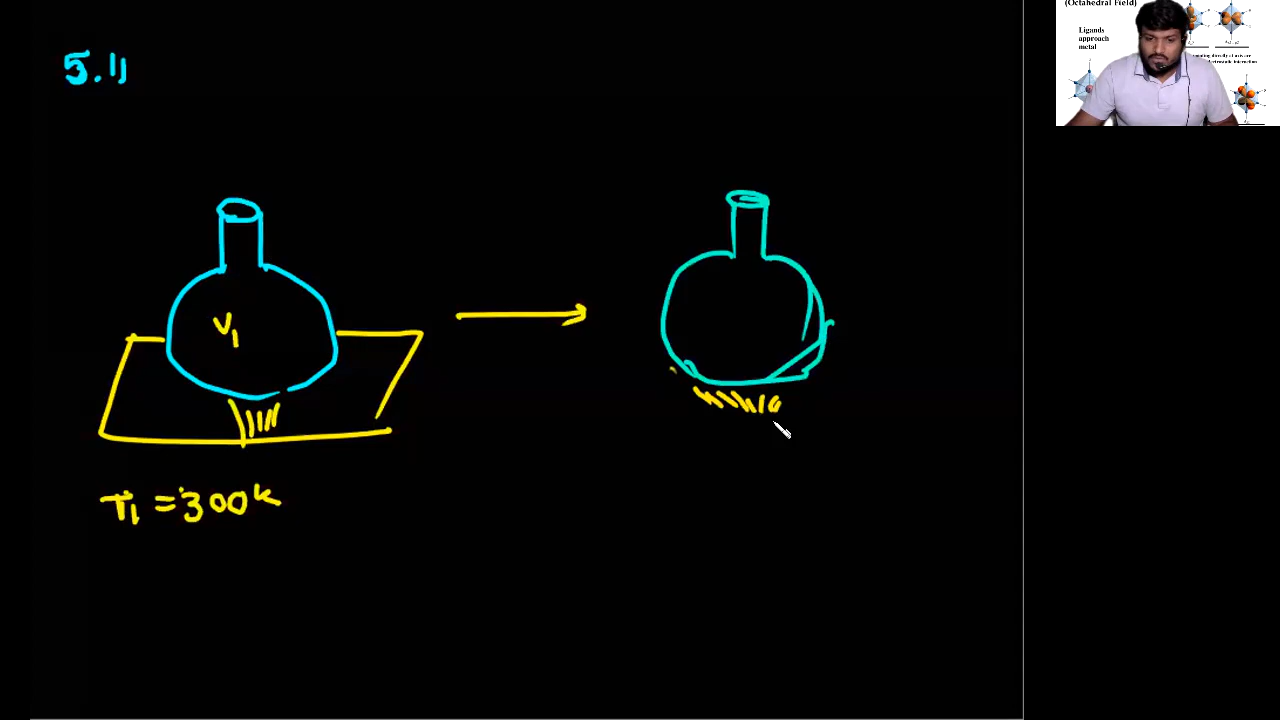 5.11
V1
T1 = 300K
(Octahedral Field)
Ligands
approach
metal